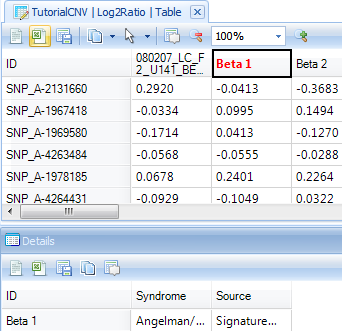 TutorialCNV | Log2Ratio | Table
100%
ID 080207_LC_F2_U141_BE... Beta 1 Beta 2
SNP_A-2131660 0.2920 -0.0413 -0.3683
SNP_A-1967418 -0.0334 0.0995 0.1494
SNP_A-1969580 -0.1714 0.0413 -0.1270
SNP_A-4263484 -0.0568 -0.0555 -0.0288
SNP_A-1978185 0.0678 0.2401 0.2264
SNP_A-4264431 -0.0929 -0.1049 0.0322
Details
ID Syndrome Source
Beta 1 Angelman/... Signature...